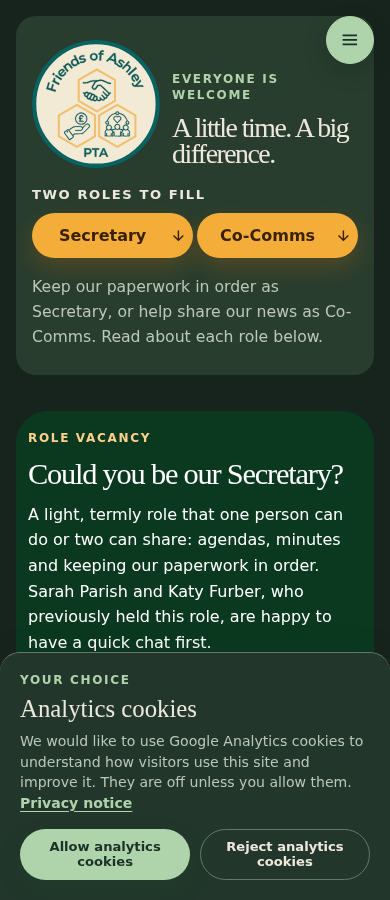 Friends of Ashley
£
PTA
EVERYONE IS
WELCOME
A little time. A big
difference.
TWO ROLES TO FILL
Secretary ↓
Co-Comms ↓
Keep our paperwork in order as
Secretary, or help share our news as Co-
Comms. Read about each role below.
ROLE VACANCY
Could you be our Secretary?
A light, termly role that one person can
do or two can share: agendas, minutes
and keeping our paperwork in order.
Sarah Parish and Katy Furber, who
previously held this role, are happy to
have a quick chat first.
YOUR CHOICE
Analytics cookies
We would like to use Google Analytics cookies to
understand how visitors use this site and
improve it. They are off unless you allow them.
Privacy notice
Allow analytics
cookies
Reject analytics
cookies